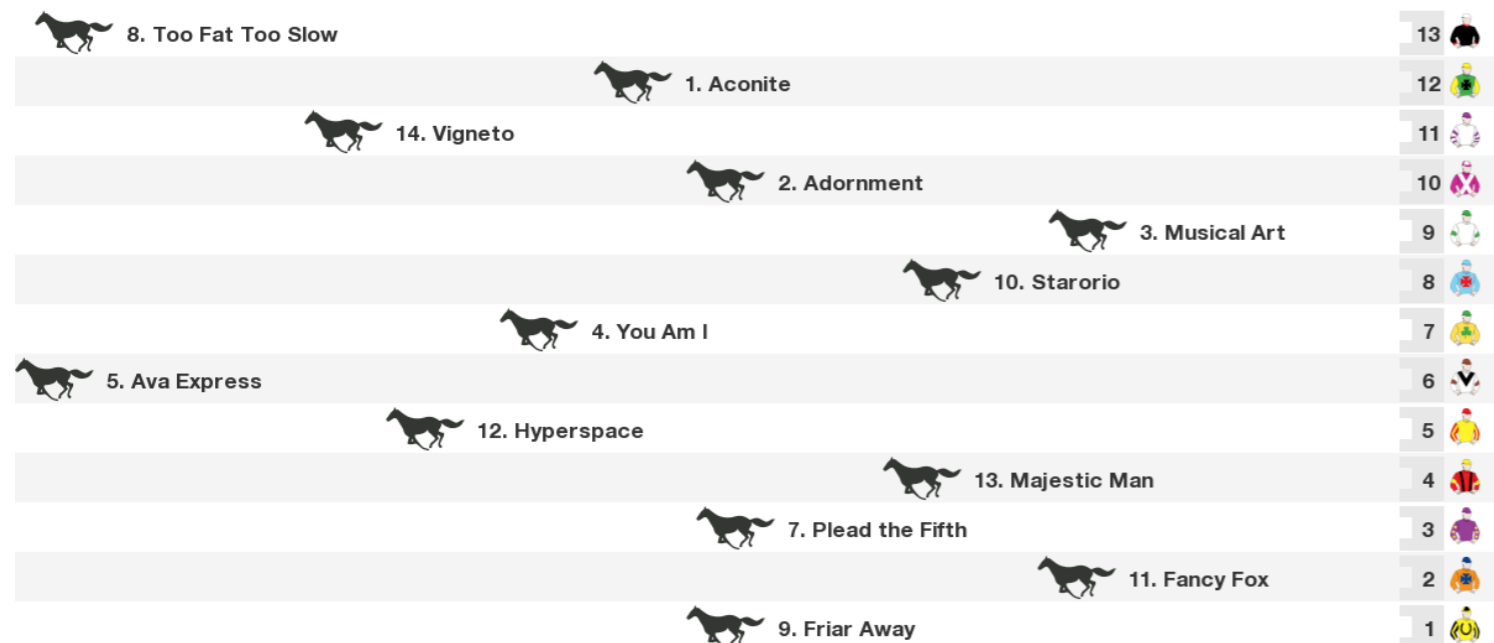 8. Too Fat Too Slow 13
1. Aconite 12
14. Vigneto 11
2. Adornment 10
3. Musical Art 9
10. Starorio 8
4. You Am I 7
5. Ava Express 6
12. Hyperspace 5
13. Majestic Man 4
7. Plead the Fifth 3
11. Fancy Fox 2
9. Friar Away 1